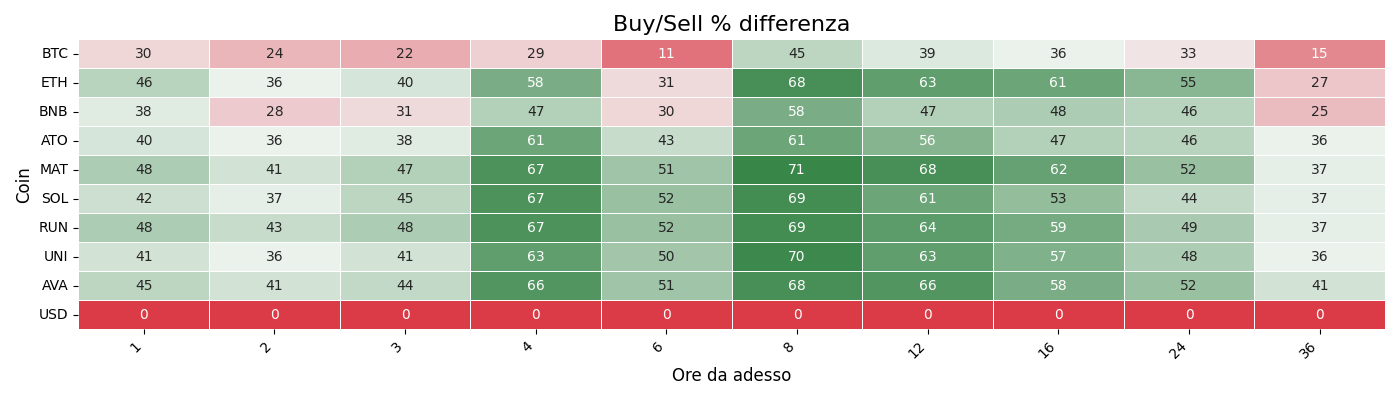 Buy/Sell % differenza
Coin
BTC 30 24 22 29 11 45 39 36 33 15
ETH 46 36 40 58 31 68 63 61 55 27
BNB 38 28 31 47 30 58 47 48 46 25
ATO 40 36 38 61 43 61 56 47 46 36
MAT 48 41 47 67 51 71 68 62 52 37
SOL 42 37 45 67 52 69 61 53 44 37
RUN 48 43 48 67 52 69 64 59 49 37
UNI 41 36 41 63 50 70 63 57 48 36
AVA 45 41 44 66 51 68 66 58 52 41
USD 0 0 0 0 0 0 0 0 0 0
1 2 3 4 6 8 12 16 24 36
Ore da adesso